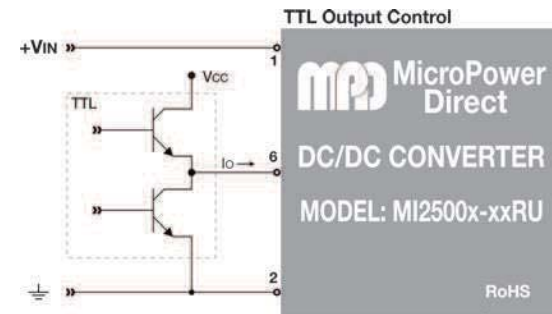 TTL Output Control
+VIN
1
VCC
TTL
MPD MicroPower
Direct
IO
6
DC/DC CONVERTER
MODEL: MI2500x-xxRU
2
RoHS